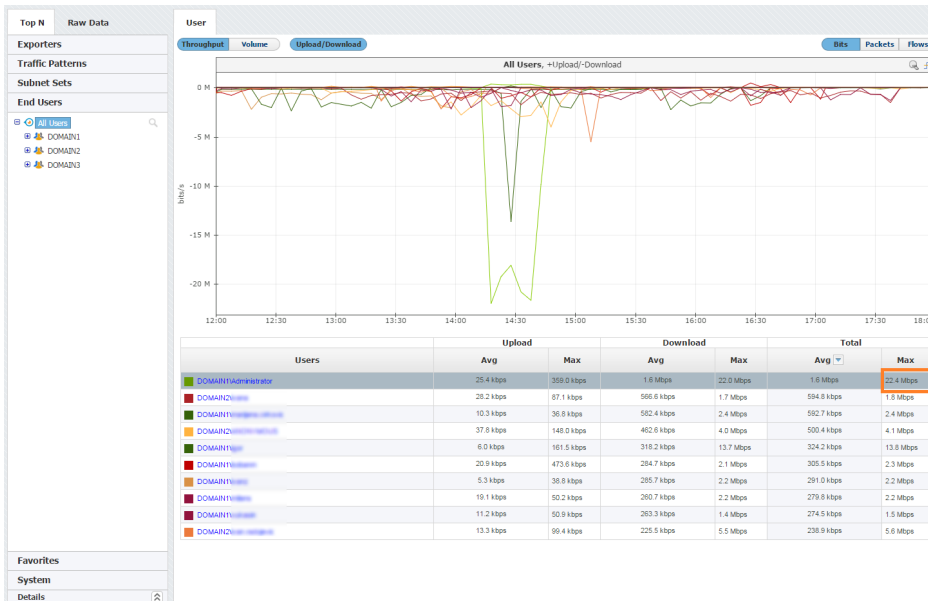 Top N Raw Data
Exporters
Traffic Patterns
Subnet Sets
End Users
All Users
DOMAIN1
DOMAIN2
DOMAIN3
Favorites
System
Details
User
Throughput Volume Upload/Download Bits Packets Flows
All Users, +Upload/-Download
bits/s
0 M
-5 M
-10 M
-15 M
-20 M
12:00 12:30 13:00 13:30 14:00 14:30 15:00 15:30 16:00 16:30 17:00 17:30 18:0
Upload Download Total
Users Avg Max Avg Max Avg Max
DOMAIN1\Administrator 25.4 kbps 359.0 kbps 1.6 Mbps 22.0 Mbps 1.6 Mbps 22.4 Mbps
DOMAIN2\ 28.2 kbps 87.1 kbps 566.6 kbps 1.7 Mbps 594.8 kbps 1.8 Mbps
DOMAIN1\ 10.3 kbps 36.8 kbps 582.4 kbps 2.4 Mbps 592.7 kbps 2.4 Mbps
DOMAIN2\ 37.8 kbps 148.0 kbps 462.6 kbps 4.0 Mbps 500.4 kbps 4.1 Mbps
DOMAIN1\ 6.0 kbps 161.5 kbps 318.2 kbps 13.7 Mbps 324.2 kbps 13.8 Mbps
DOMAIN1\ 20.9 kbps 473.6 kbps 284.7 kbps 2.1 Mbps 305.5 kbps 2.3 Mbps
DOMAIN1\ 5.3 kbps 38.8 kbps 285.7 kbps 2.2 Mbps 291.0 kbps 2.2 Mbps
DOMAIN1\ 19.1 kbps 50.2 kbps 260.7 kbps 2.2 Mbps 279.8 kbps 2.2 Mbps
DOMAIN1\ 11.2 kbps 50.9 kbps 263.3 kbps 1.4 Mbps 274.5 kbps 1.5 Mbps
DOMAIN2\ 13.3 kbps 99.4 kbps 225.5 kbps 5.5 Mbps 238.9 kbps 5.6 Mbps